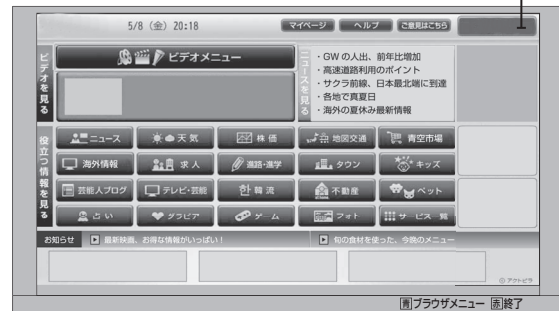 5/8 (金) 20:18
マイページ
ヘルプ
ご意見はこちら
ビデオを見る
ビデオメニュー
ニュースを見る
・GWの人出、前年比増加
・高速道路利用のポイント
・サクラ前線、日本最北端に到達
・各地で真夏日
・海外の夏休み最新情報
役立つ情報を見る
ニュース
天気
株価
地図交通
青空市場
海外情報
求人
進路・進学
タウン
キッズ
芸能人ブログ
テレビ・芸能
한 韓流
不動産
ペット
占い
グラビア
ゲーム
フォト
サービス一覧
お知らせ
最新映画、お得な情報がいっぱい!
旬の食材を使った、今晩のメニュー
© アクトビラ
青 ブラウザメニュー 赤 終了